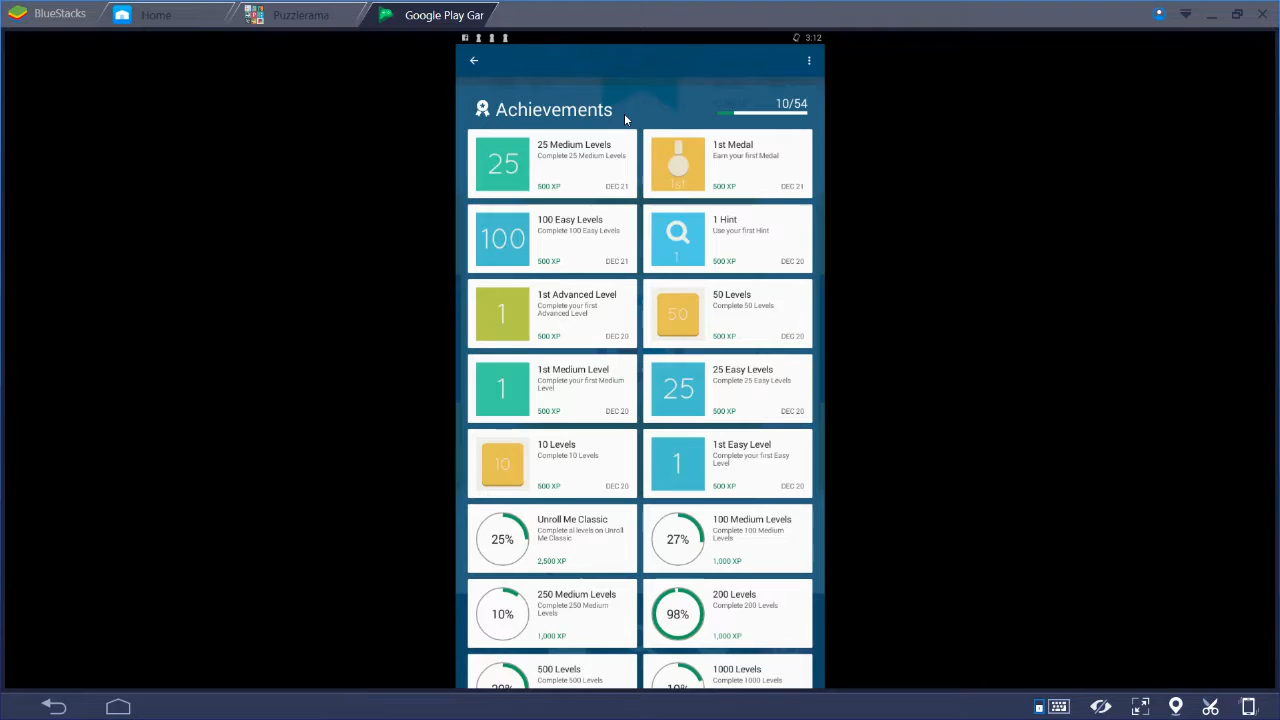 BlueStacks
Home
Puzzlerama
Google Play Gar
3:12
Achievements
10/54
25
25 Medium Levels
Complete 25 Medium Levels
500 XP
DEC 21
1st
1st Medal
Earn your first Medal
500 XP
DEC 21
100
100 Easy Levels
Complete 100 Easy Levels
500 XP
DEC 21
1
1 Hint
Use your first Hint
500 XP
DEC 20
1
1st Advanced Level
Complete your first
Advanced Level
500 XP
DEC 20
50
50 Levels
Complete 50 Levels
500 XP
DEC 20
1
1st Medium Level
Complete your first Medium
Level
500 XP
DEC 20
25
25 Easy Levels
Complete 25 Easy Levels
500 XP
DEC 20
10
10 Levels
Complete 10 Levels
500 XP
DEC 20
1
1st Easy Level
Complete your first Easy
Level
500 XP
DEC 20
25%
Unroll Me Classic
Complete al levels on Unroll
Me Classic
2,500 XP
27%
100 Medium Levels
Complete 100 Medium
Levels
1,000 XP
10%
250 Medium Levels
Complete 250 Medium
Levels
1,000 XP
98%
200 Levels
Complete 200 Levels
1,000 XP
500 Levels
Complete 500 Levels
1000 Levels
Complete 1000 Levels